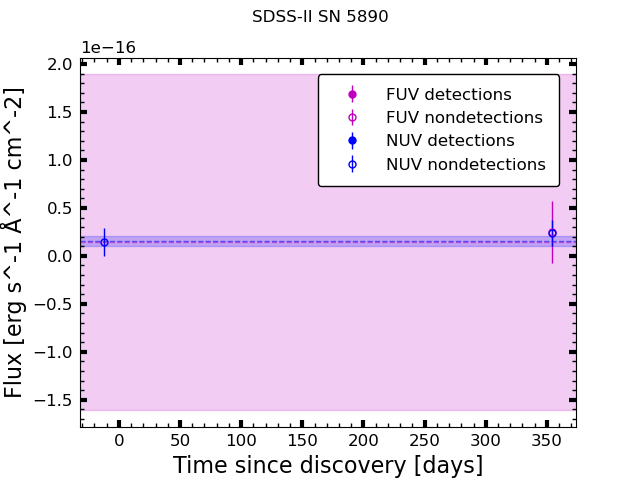 SDSS-II SN 5890
1e−16
2.0
1.5
1.0
0.5
0.0
−0.5
−1.0
−1.5
Flux [erg s^-1 Å^-1 cm^-2]
FUV detections
FUV nondetections
NUV detections
NUV nondetections
0 50 100 150 200 250 300 350
Time since discovery [days]